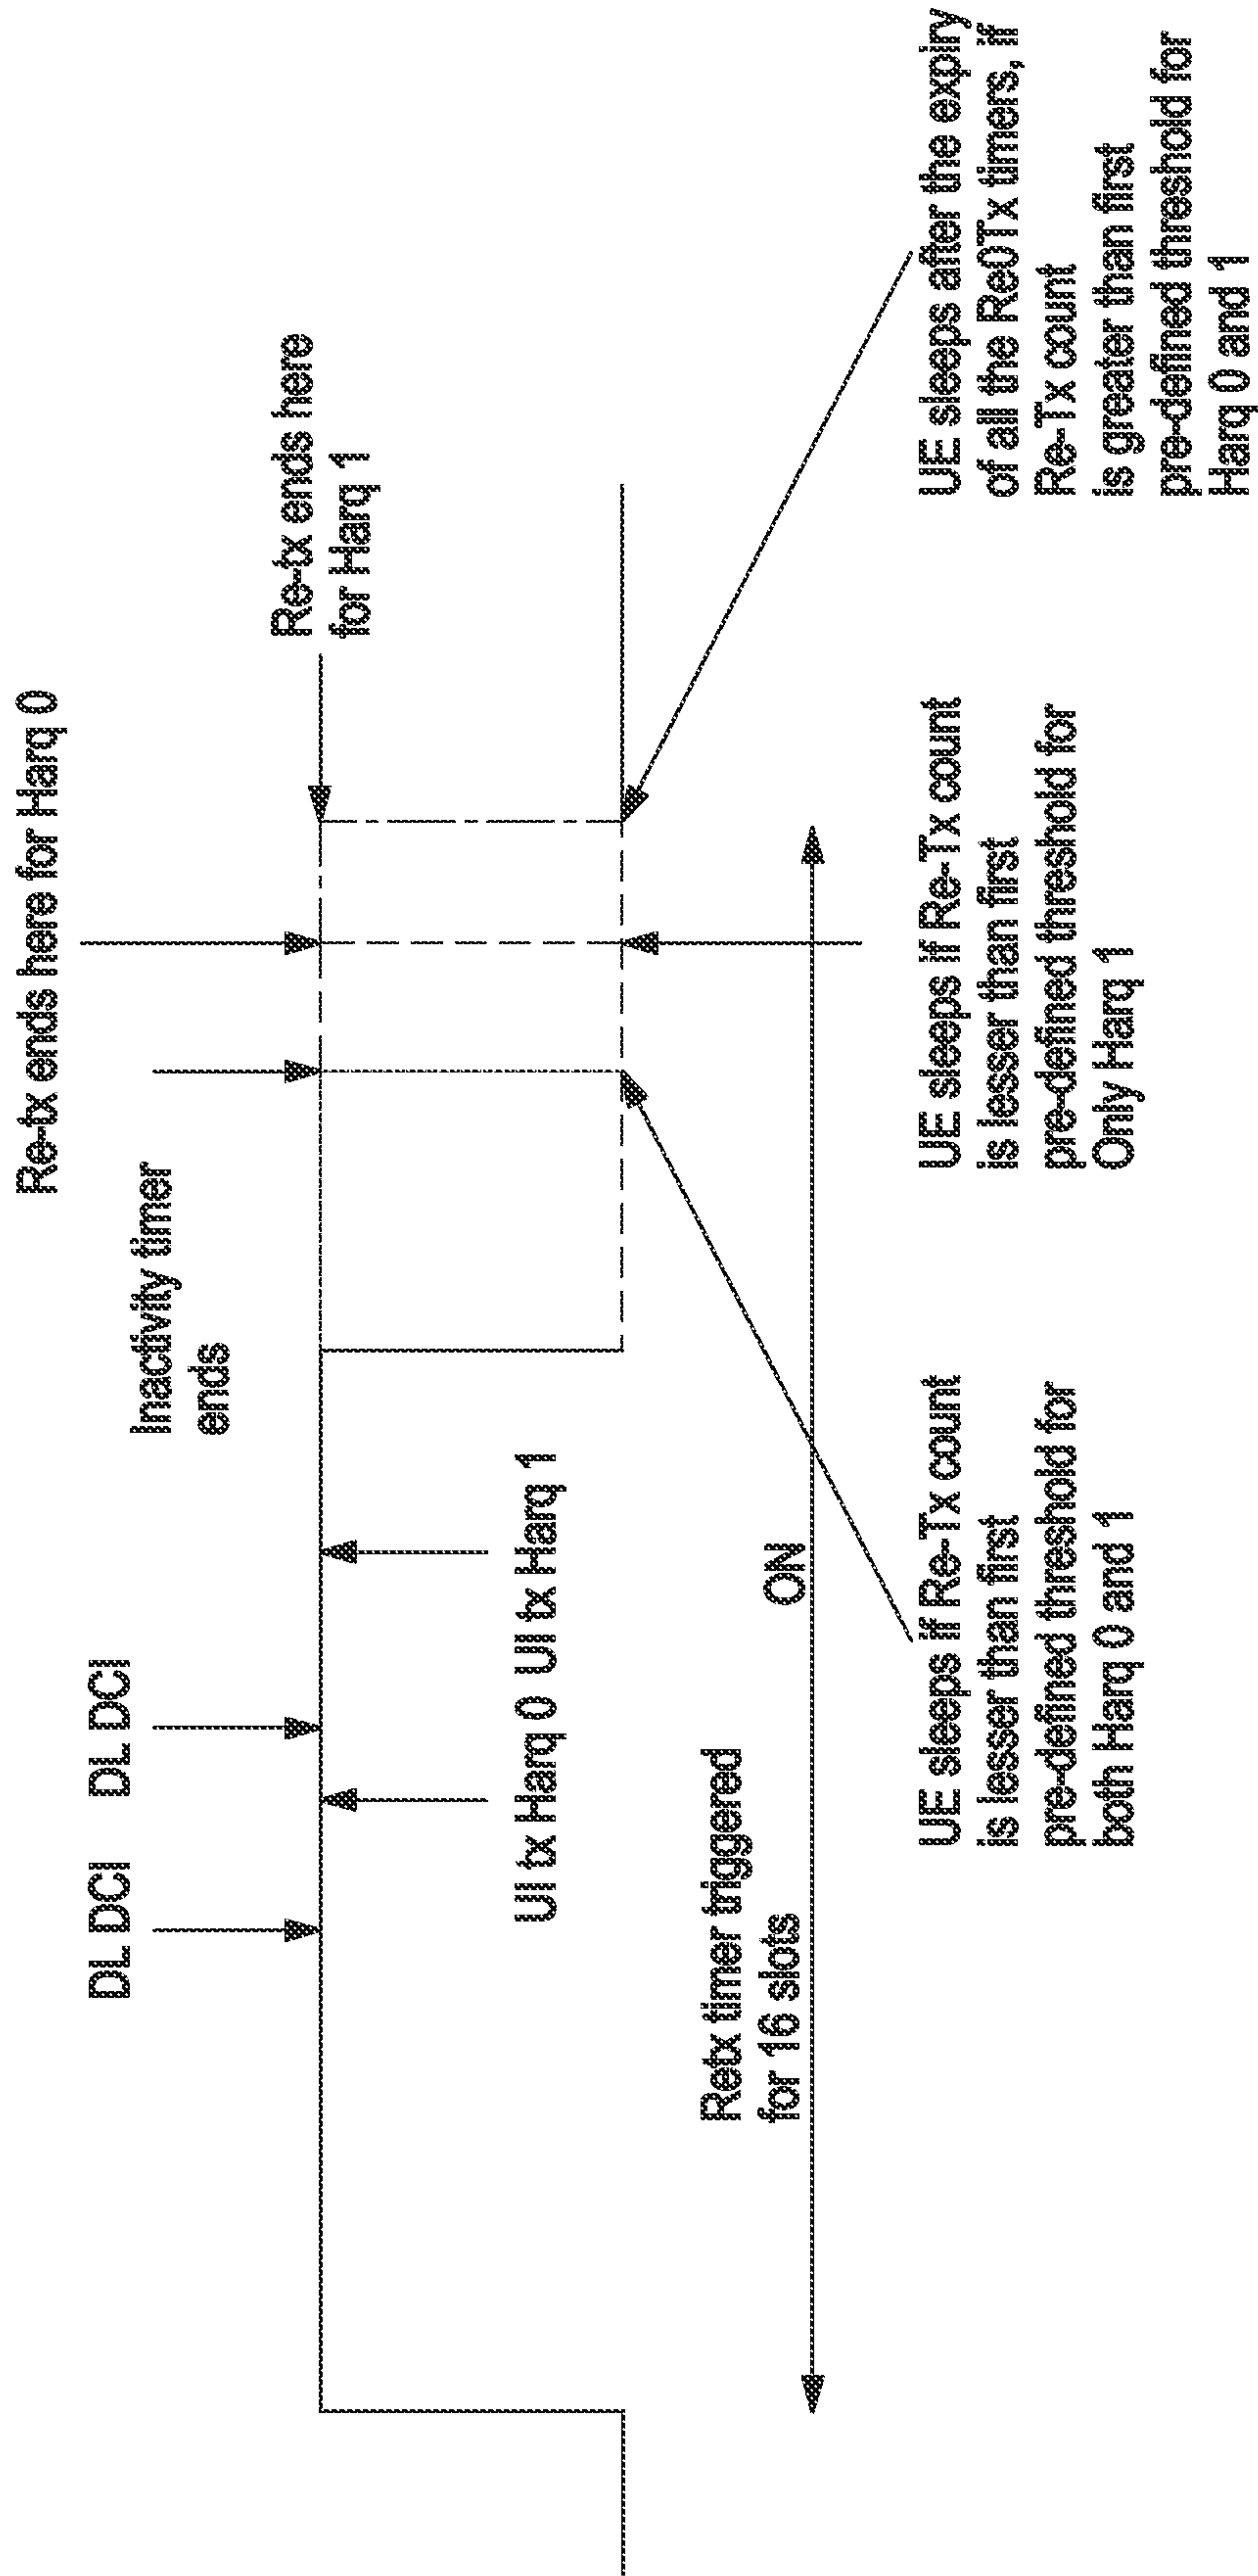 Re-tx ends here for Harq 0
DL DCI DL DCI
Inactivity timer
ends
Re-tx ends here
for Harq 1
Ul tx Harq 0 Ul tx Harq 1
Retx timer triggered
for 16 slots
ON
UE sleeps if Re-Tx count
is lesser than first
pre-defined threshold for
both Harq 0 and 1
UE sleeps if Re-Tx count
is lesser than first
pre-defined threshold for
Only Harq 1
UE sleeps after the expiry
of all the Re0Tx timers, if
Re-Tx count
is greater than first
pre-defined threshold for
Harq 0 and 1